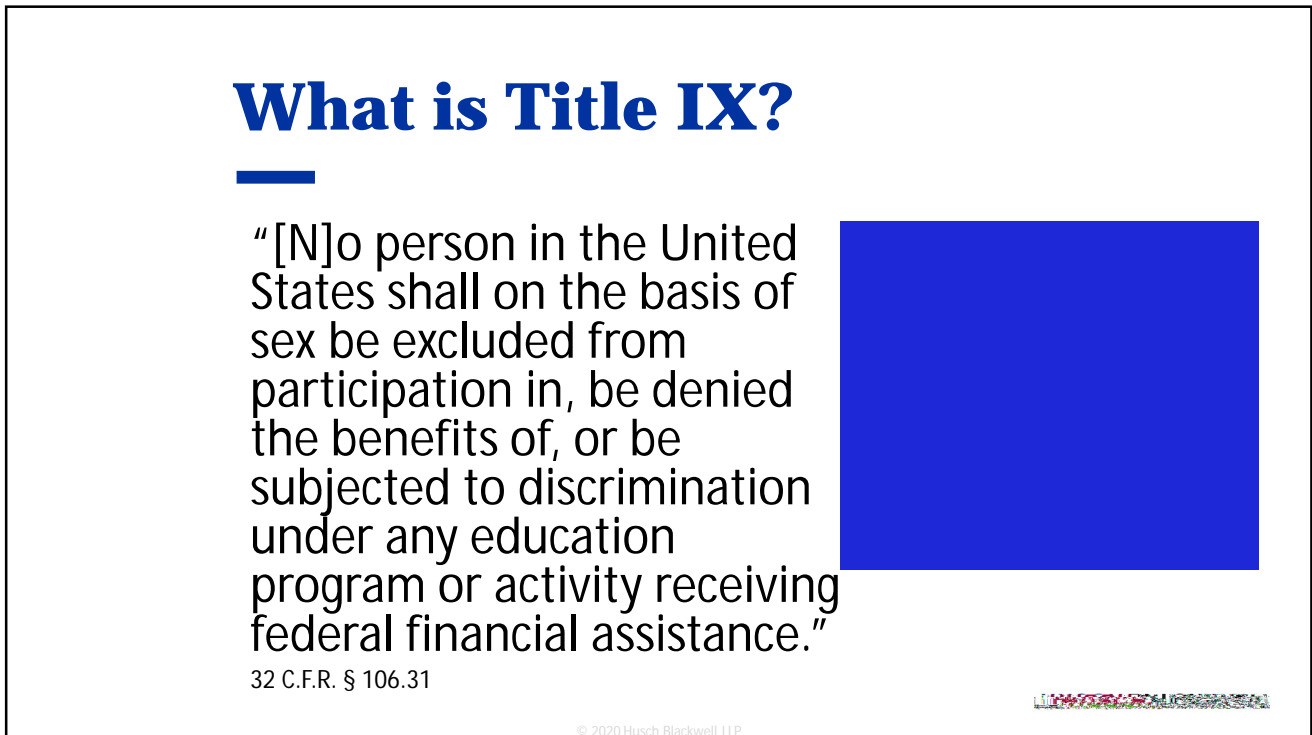 What is Title IX?
“[N]o person in the United
States shall on the basis of
sex be excluded from
participation in, be denied
the benefits of, or be
subjected to discrimination
under any education
program or activity receiving
federal financial assistance.”
32 C.F.R. § 106.31
© 2020 Husch Blackwell LLP